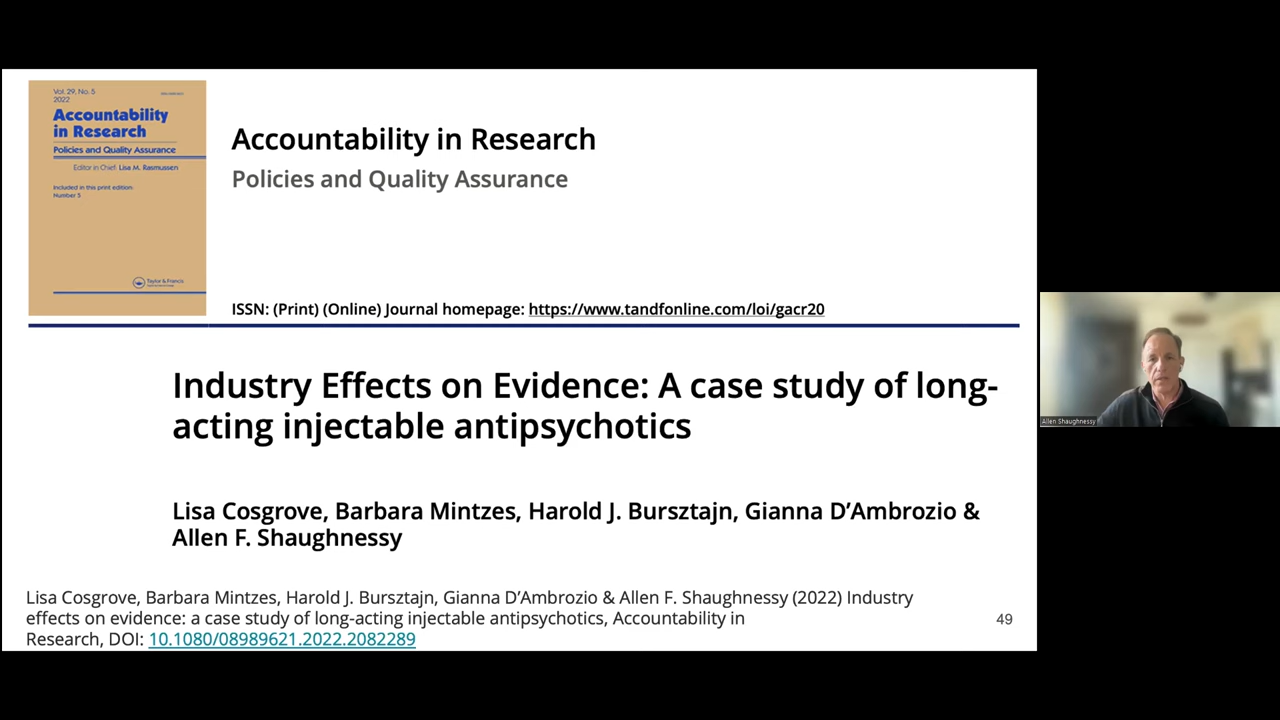 Vol. 29, No. 5
2022
Accountability
in Research
Policies and Quality Assurance
Editor in Chief: Lisa M. Rasmussen
Included in this print edition:
Number 5
Taylor & Francis
Accountability in Research
Policies and Quality Assurance
ISSN: (Print) (Online) Journal homepage: https://www.tandfonline.com/loi/gacr20
Industry Effects on Evidence: A case study of long-
acting injectable antipsychotics
Lisa Cosgrove, Barbara Mintzes, Harold J. Bursztajn, Gianna D’Ambrozio &
Allen F. Shaughnessy
Lisa Cosgrove, Barbara Mintzes, Harold J. Bursztajn, Gianna D’Ambrozio & Allen F. Shaughnessy (2022) Industry
effects on evidence: a case study of long-acting injectable antipsychotics, Accountability in
Research, DOI: 10.1080/08989621.2022.2082289
49
Allen Shaughnessy